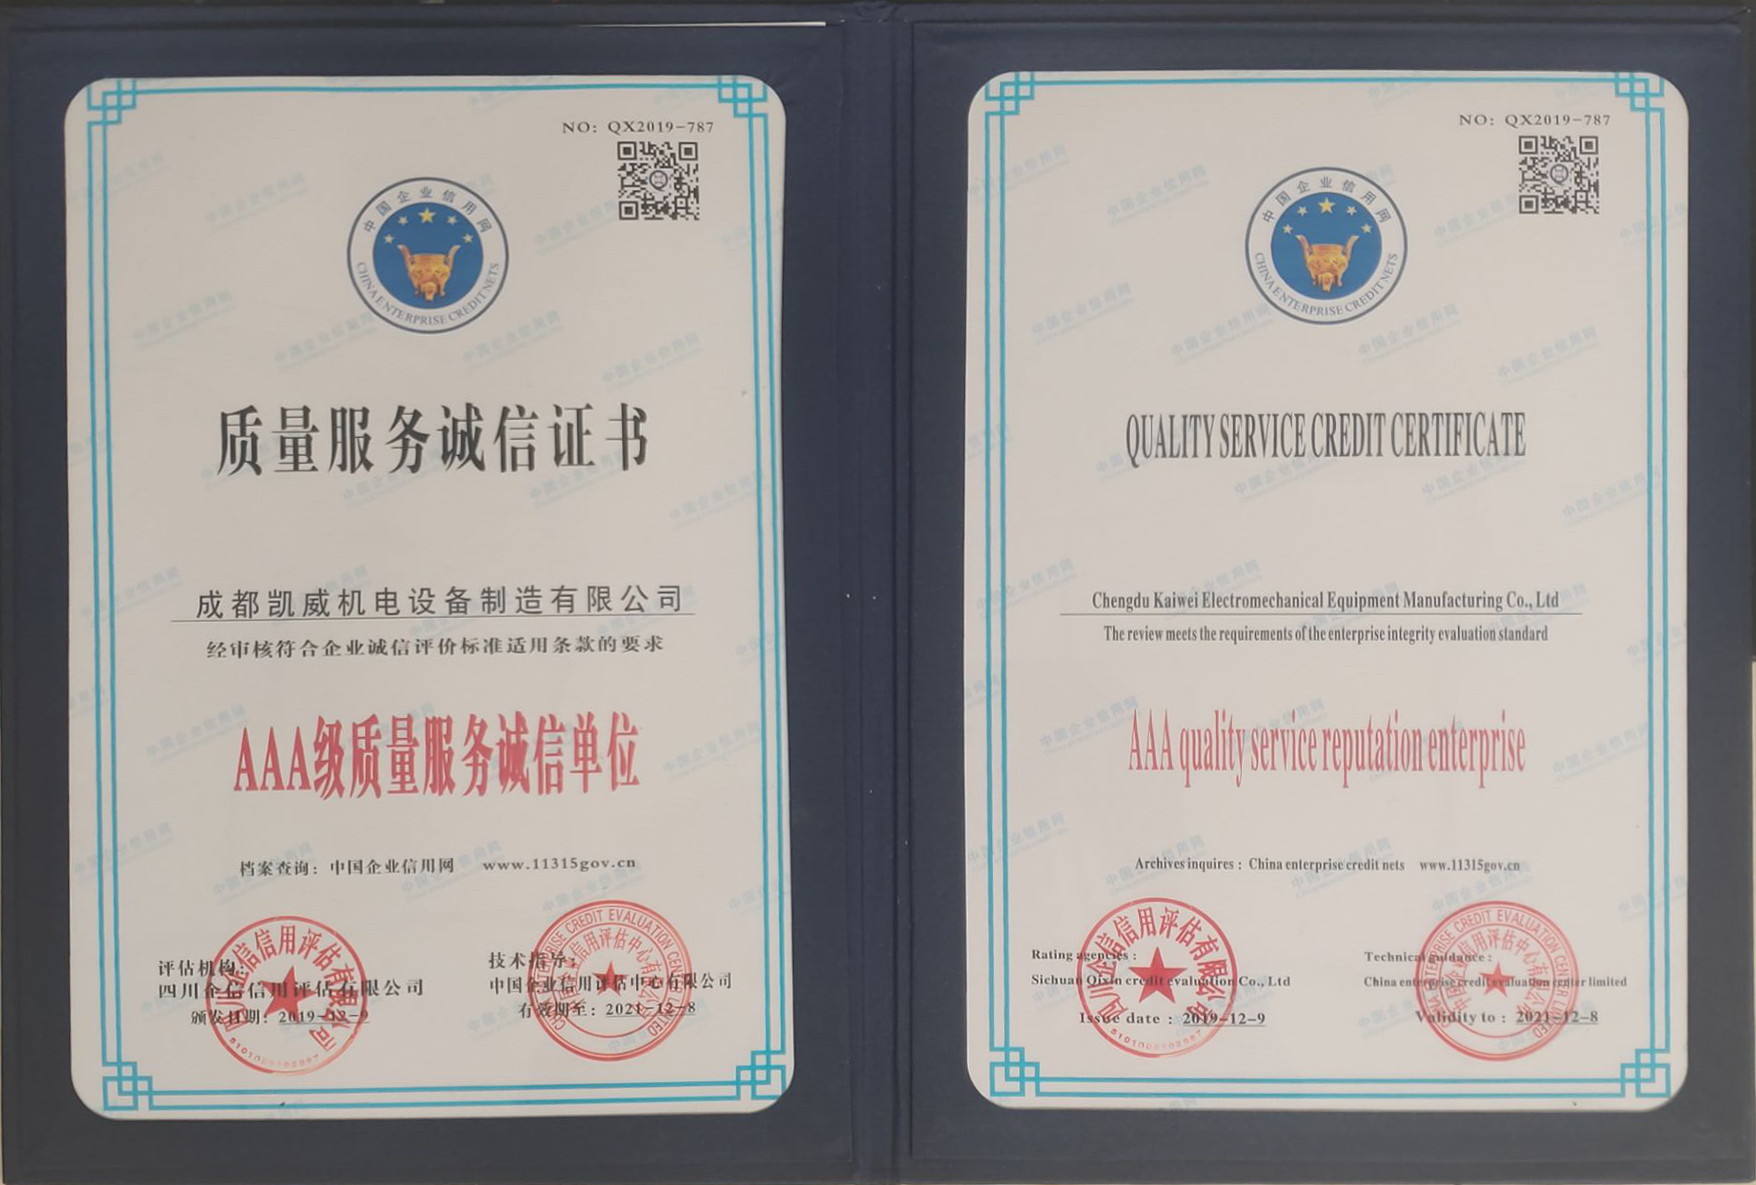 NO: QX2019-787
中国企业信用网
CHINA ENTERPRISE CREDIT NETS
质量服务诚信证书
成都凯威机电设备制造有限公司
经审核符合企业诚信评价标准适用条款的要求
AAA级质量服务诚信单位
档案查询：中国企业信用网 www.11315gov.cn
评估机构：
四川企信信用评估有限公司
颁发日期：2019-12-9
技术指导：
中国企业信用评估中心有限公司
有效期至：2021-12-8
NO: QX2019-787
中国企业信用网
CHINA ENTERPRISE CREDIT NETS
QUALITY SERVICE CREDIT CERTIFICATE
Chengdu Kaiwei Electromechanical Equipment Manufacturing Co., Ltd
The review meets the requirements of the enterprise integrity evaluation standard
AAA quality service reputation enterprise
Archives inquires : China enterprise credit nets www.11315gov.cn
Rating agencies :
Sichuan Qixin credit evaluation Co., Ltd
Issue date : 2019-12-9
Technical guidance :
China enterprise credit evaluation center limited
Validity to : 2021-12-8